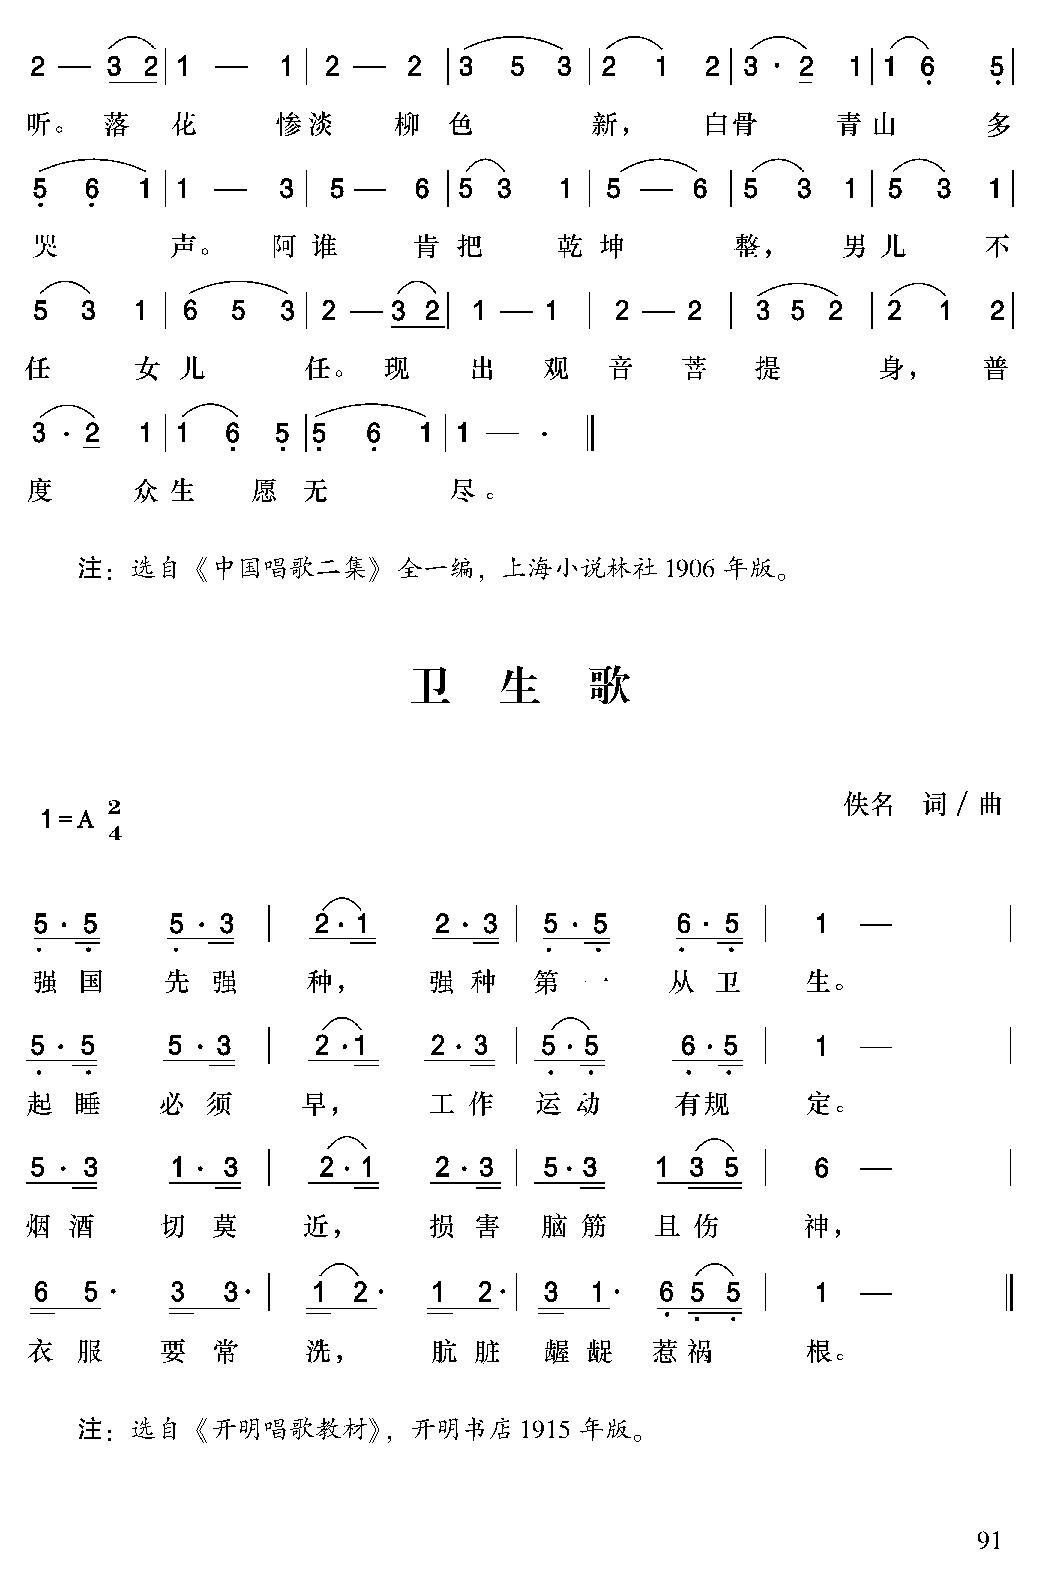 2 — 3 2 | 1 — 1 | 2 — 2 | 3 5 3 | 2 1 2 | 3 · 2 1 | 1 6 5 |
听。 落 花 惨淡 柳 色 新， 白骨 青山 多
5 6 1 | 1 — 3 | 5 — 6 | 5 3 1 | 5 — 6 | 5 3 1 | 5 3 1 |
哭 声。 阿谁 肯把 乾坤 整， 男儿 不
5 3 1 | 6 5 3 | 2 — 3 2 | 1 — 1 | 2 — 2 | 3 5 2 | 2 1 2 |
任 女儿 任。 现 出 观 音 菩 提 身， 普
3 · 2 1 | 1 6 5 | 5 6 1 | 1 — · ‖
度 众生 愿 无 尽。
注：选自《中国唱歌二集》全一编，上海小说林社 1906 年版。
卫 生 歌
1=A 2/4
佚名 词 / 曲
5 · 5 5 · 3 | 2 · 1 2 · 3 | 5 · 5 6 · 5 | 1 — |
强 国 先 强 种， 强 种 第 一 从 卫 生。
5 · 5 5 · 3 | 2 · 1 2 · 3 | 5 · 5 6 · 5 | 1 — |
起 睡 必 须 早， 工 作 运 动 有 规 定。
5 · 3 1 · 3 | 2 · 1 2 · 3 | 5 · 3 1 3 5 | 6 — |
烟 酒 切 莫 近， 损 害 脑 筋 且 伤 神，
6 5 · 3 3 · | 1 2 · 1 2 · | 3 1 · 6 5 5 | 1 — ‖
衣 服 要 常 洗， 肮 脏 龌 龊 惹 祸 根。
注：选自《开明唱歌教材》，开明书店 1915 年版。
91